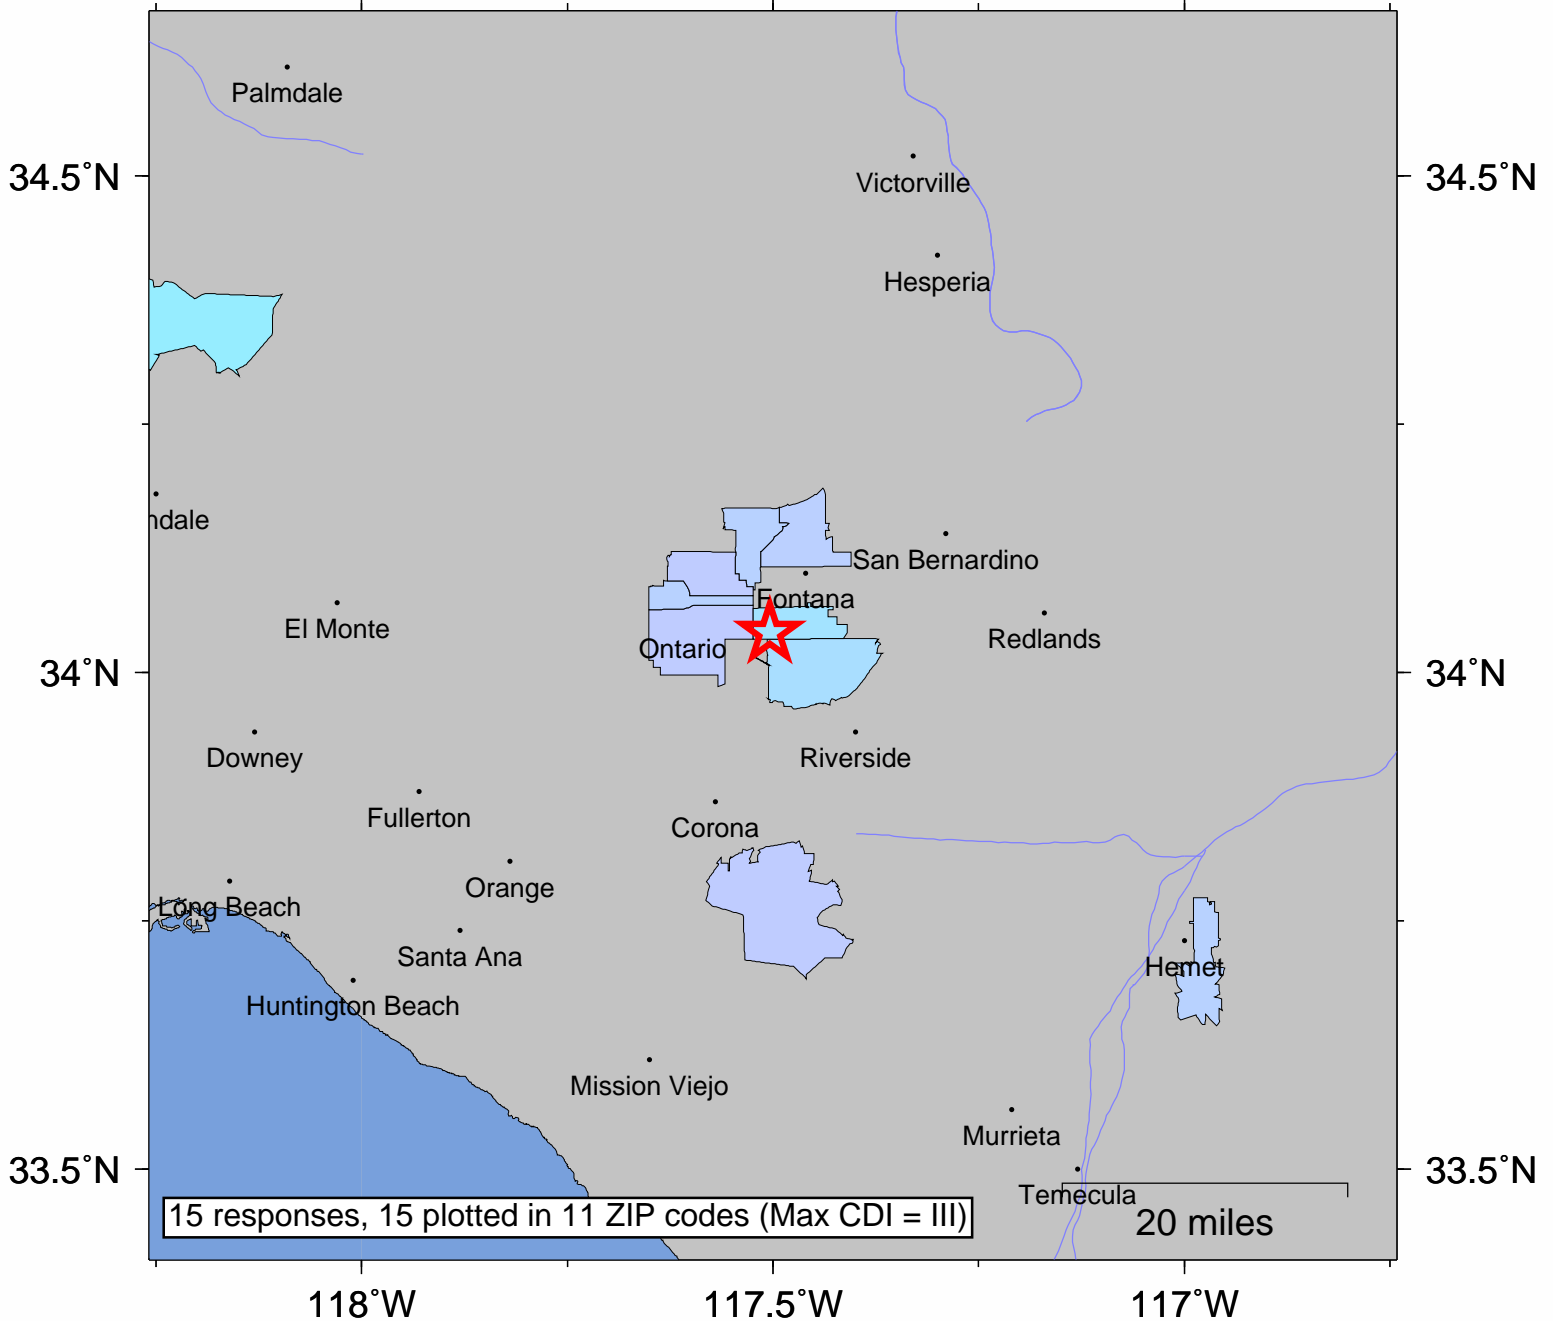 Palmdale
34.5°N
34.5°N
Victorville
Hesperia
ndale
San Bernardino
Fontana
El Monte
Redlands
Ontario
34°N
34°N
Downey
Riverside
Fullerton
Corona
Orange
Long Beach
Santa Ana
Hemet
Huntington Beach
Mission Viejo
Murrieta
33.5°N
33.5°N
Temecula
15 responses, 15 plotted in 11 ZIP codes (Max CDI = III)
20 miles
118°W
117.5°W
117°W